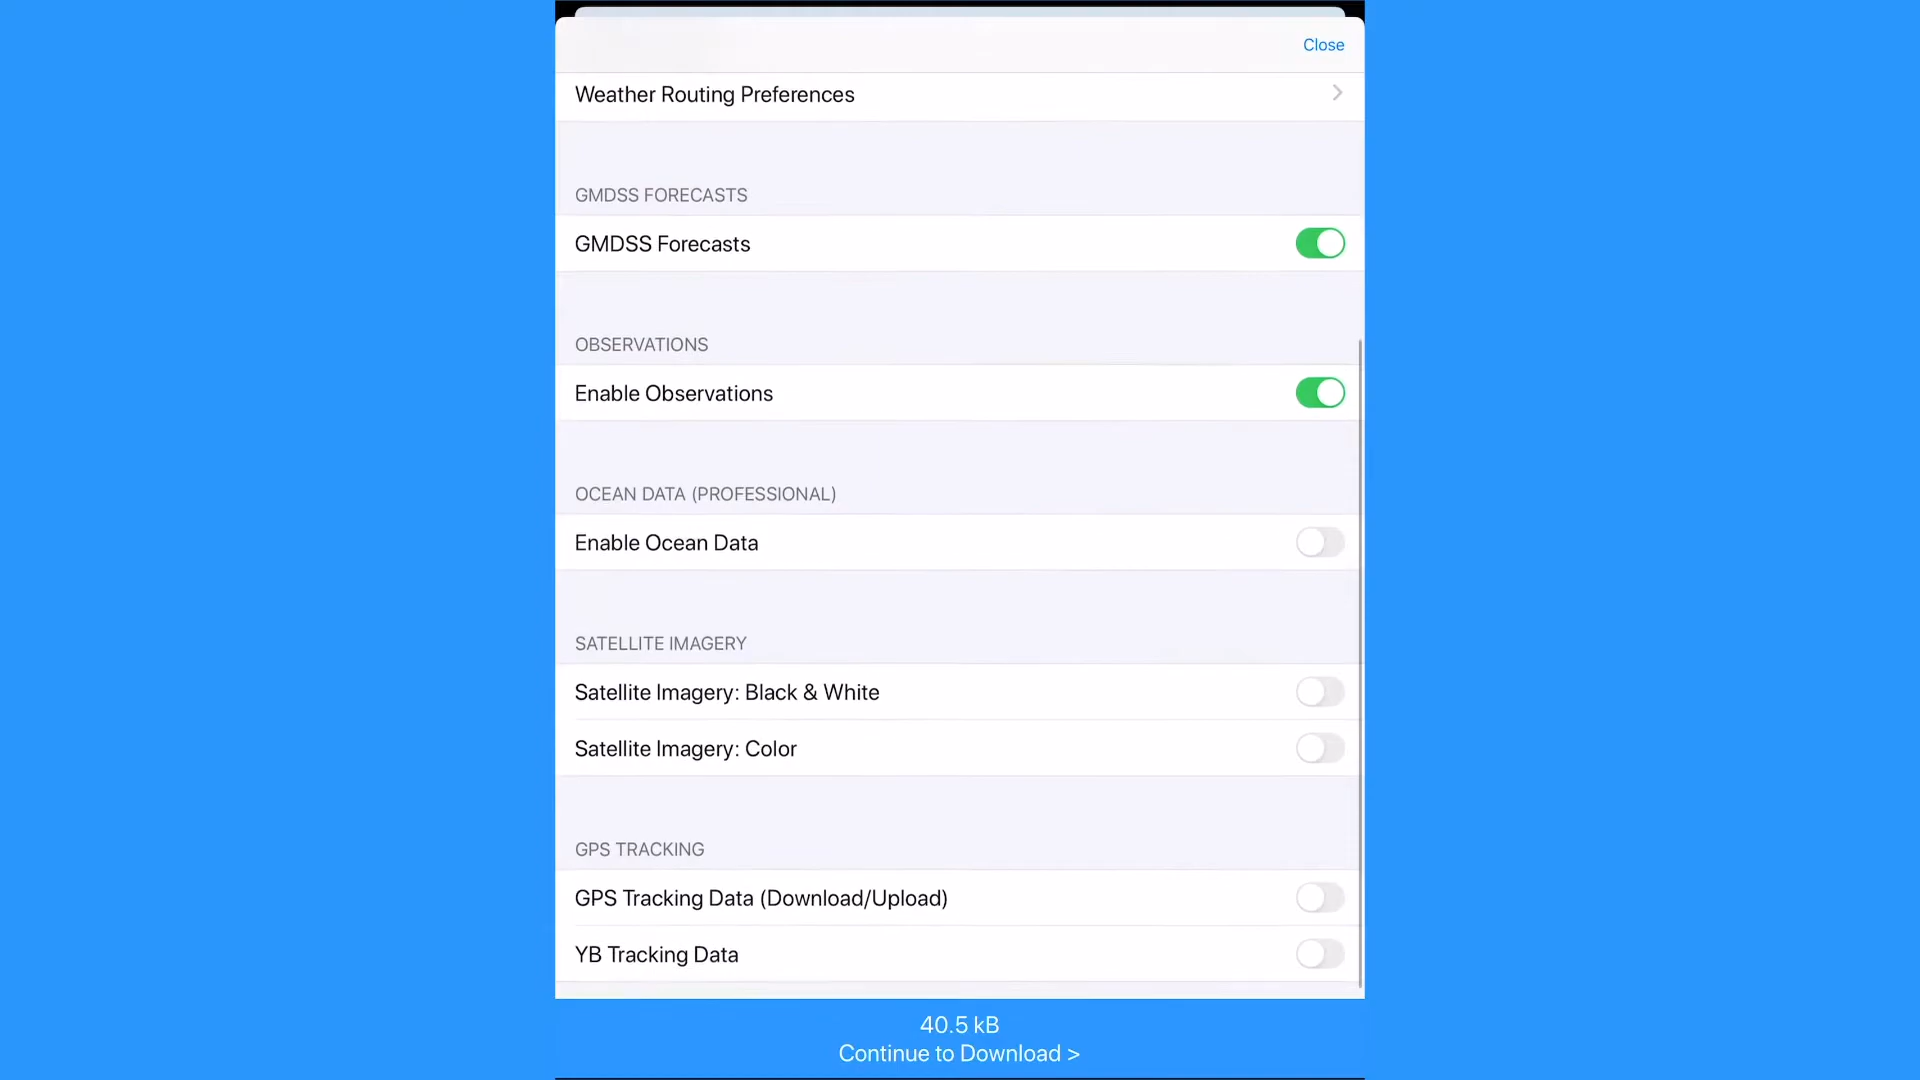 Close
Weather Routing Preferences
GMDSS FORECASTS
GMDSS Forecasts
OBSERVATIONS
Enable Observations
OCEAN DATA (PROFESSIONAL)
Enable Ocean Data
SATELLITE IMAGERY
Satellite Imagery: Black & White
Satellite Imagery: Color
GPS TRACKING
GPS Tracking Data (Download/Upload)
YB Tracking Data
40.5 kB
Continue to Download >